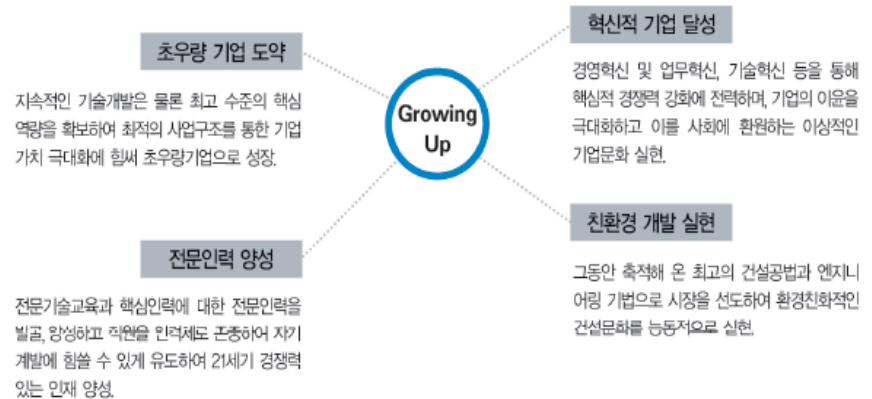 초우량 기업 도약
지속적인 기술개발은 물론 최고 수준의 핵심
역량을 확보하여 최적의 사업구조를 통한 기업
가치 극대화에 힘써 초우량기업으로 성장.
Growing
Up
혁신적 기업 달성
경영혁신 및 업무혁신, 기술혁신 등을 통해
핵심적 경쟁력 강화에 전력하며, 기업의 이윤을
극대화하고 이를 사회에 환원하는 이상적인
기업문화 실현.
전문인력 양성
전문기술교육과 핵심인력에 대한 전문인력을
발굴, 양성하고 직원을 인격체로 존중하여 자기
계발에 힘쓸 수 있게 유도하여 21세기 경쟁력
있는 인재 양성.
친환경 개발 실현
그동안 축적해 온 최고의 건설공법과 엔지니
어링 기법으로 시장을 선도하여 환경친화적인
건설문화를 능동적으로 실현.